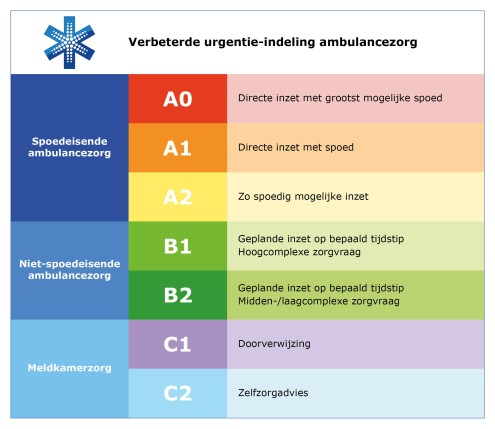 Verbeterde urgentie-indeling ambulancezorg
Spoedeisende
ambulancezorg
A0
Directe inzet met grootst mogelijke spoed
A1
Directe inzet met spoed
A2
Zo spoedig mogelijke inzet
Niet-spoedeisende
ambulancezorg
B1
Geplande inzet op bepaald tijdstip
Hoogcomplexe zorgvraag
B2
Geplande inzet op bepaald tijdstip
Midden-/laagcomplexe zorgvraag
Meldkamerzorg
C1
Doorverwijzing
C2
Zelfzorgadvies